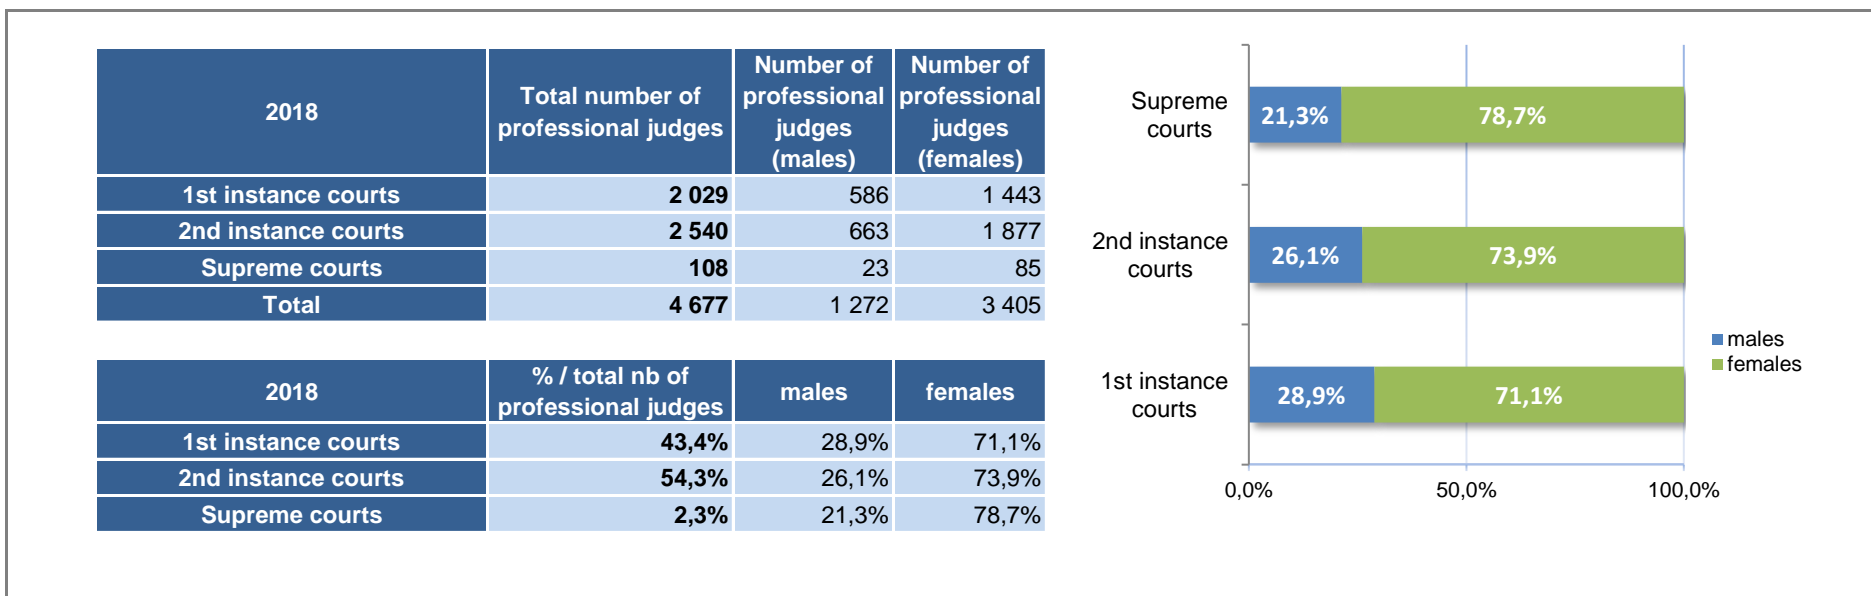 2018
Total number of
professional judges
Number of
professional
judges
(males)
Number of
professional
judges
(females)
1st instance courts 2 029 586 1 443
2nd instance courts 2 540 663 1 877
Supreme courts 108 23 85
Total 4 677 1 272 3 405
2018
% / total nb of
professional judges
males
females
1st instance courts 43,4% 28,9% 71,1%
2nd instance courts 54,3% 26,1% 73,9%
Supreme courts 2,3% 21,3% 78,7%
Supreme
courts
21,3% 78,7%
2nd instance
courts
26,1% 73,9%
1st instance
courts
28,9% 71,1%
0,0% 50,0% 100,0%
males
females